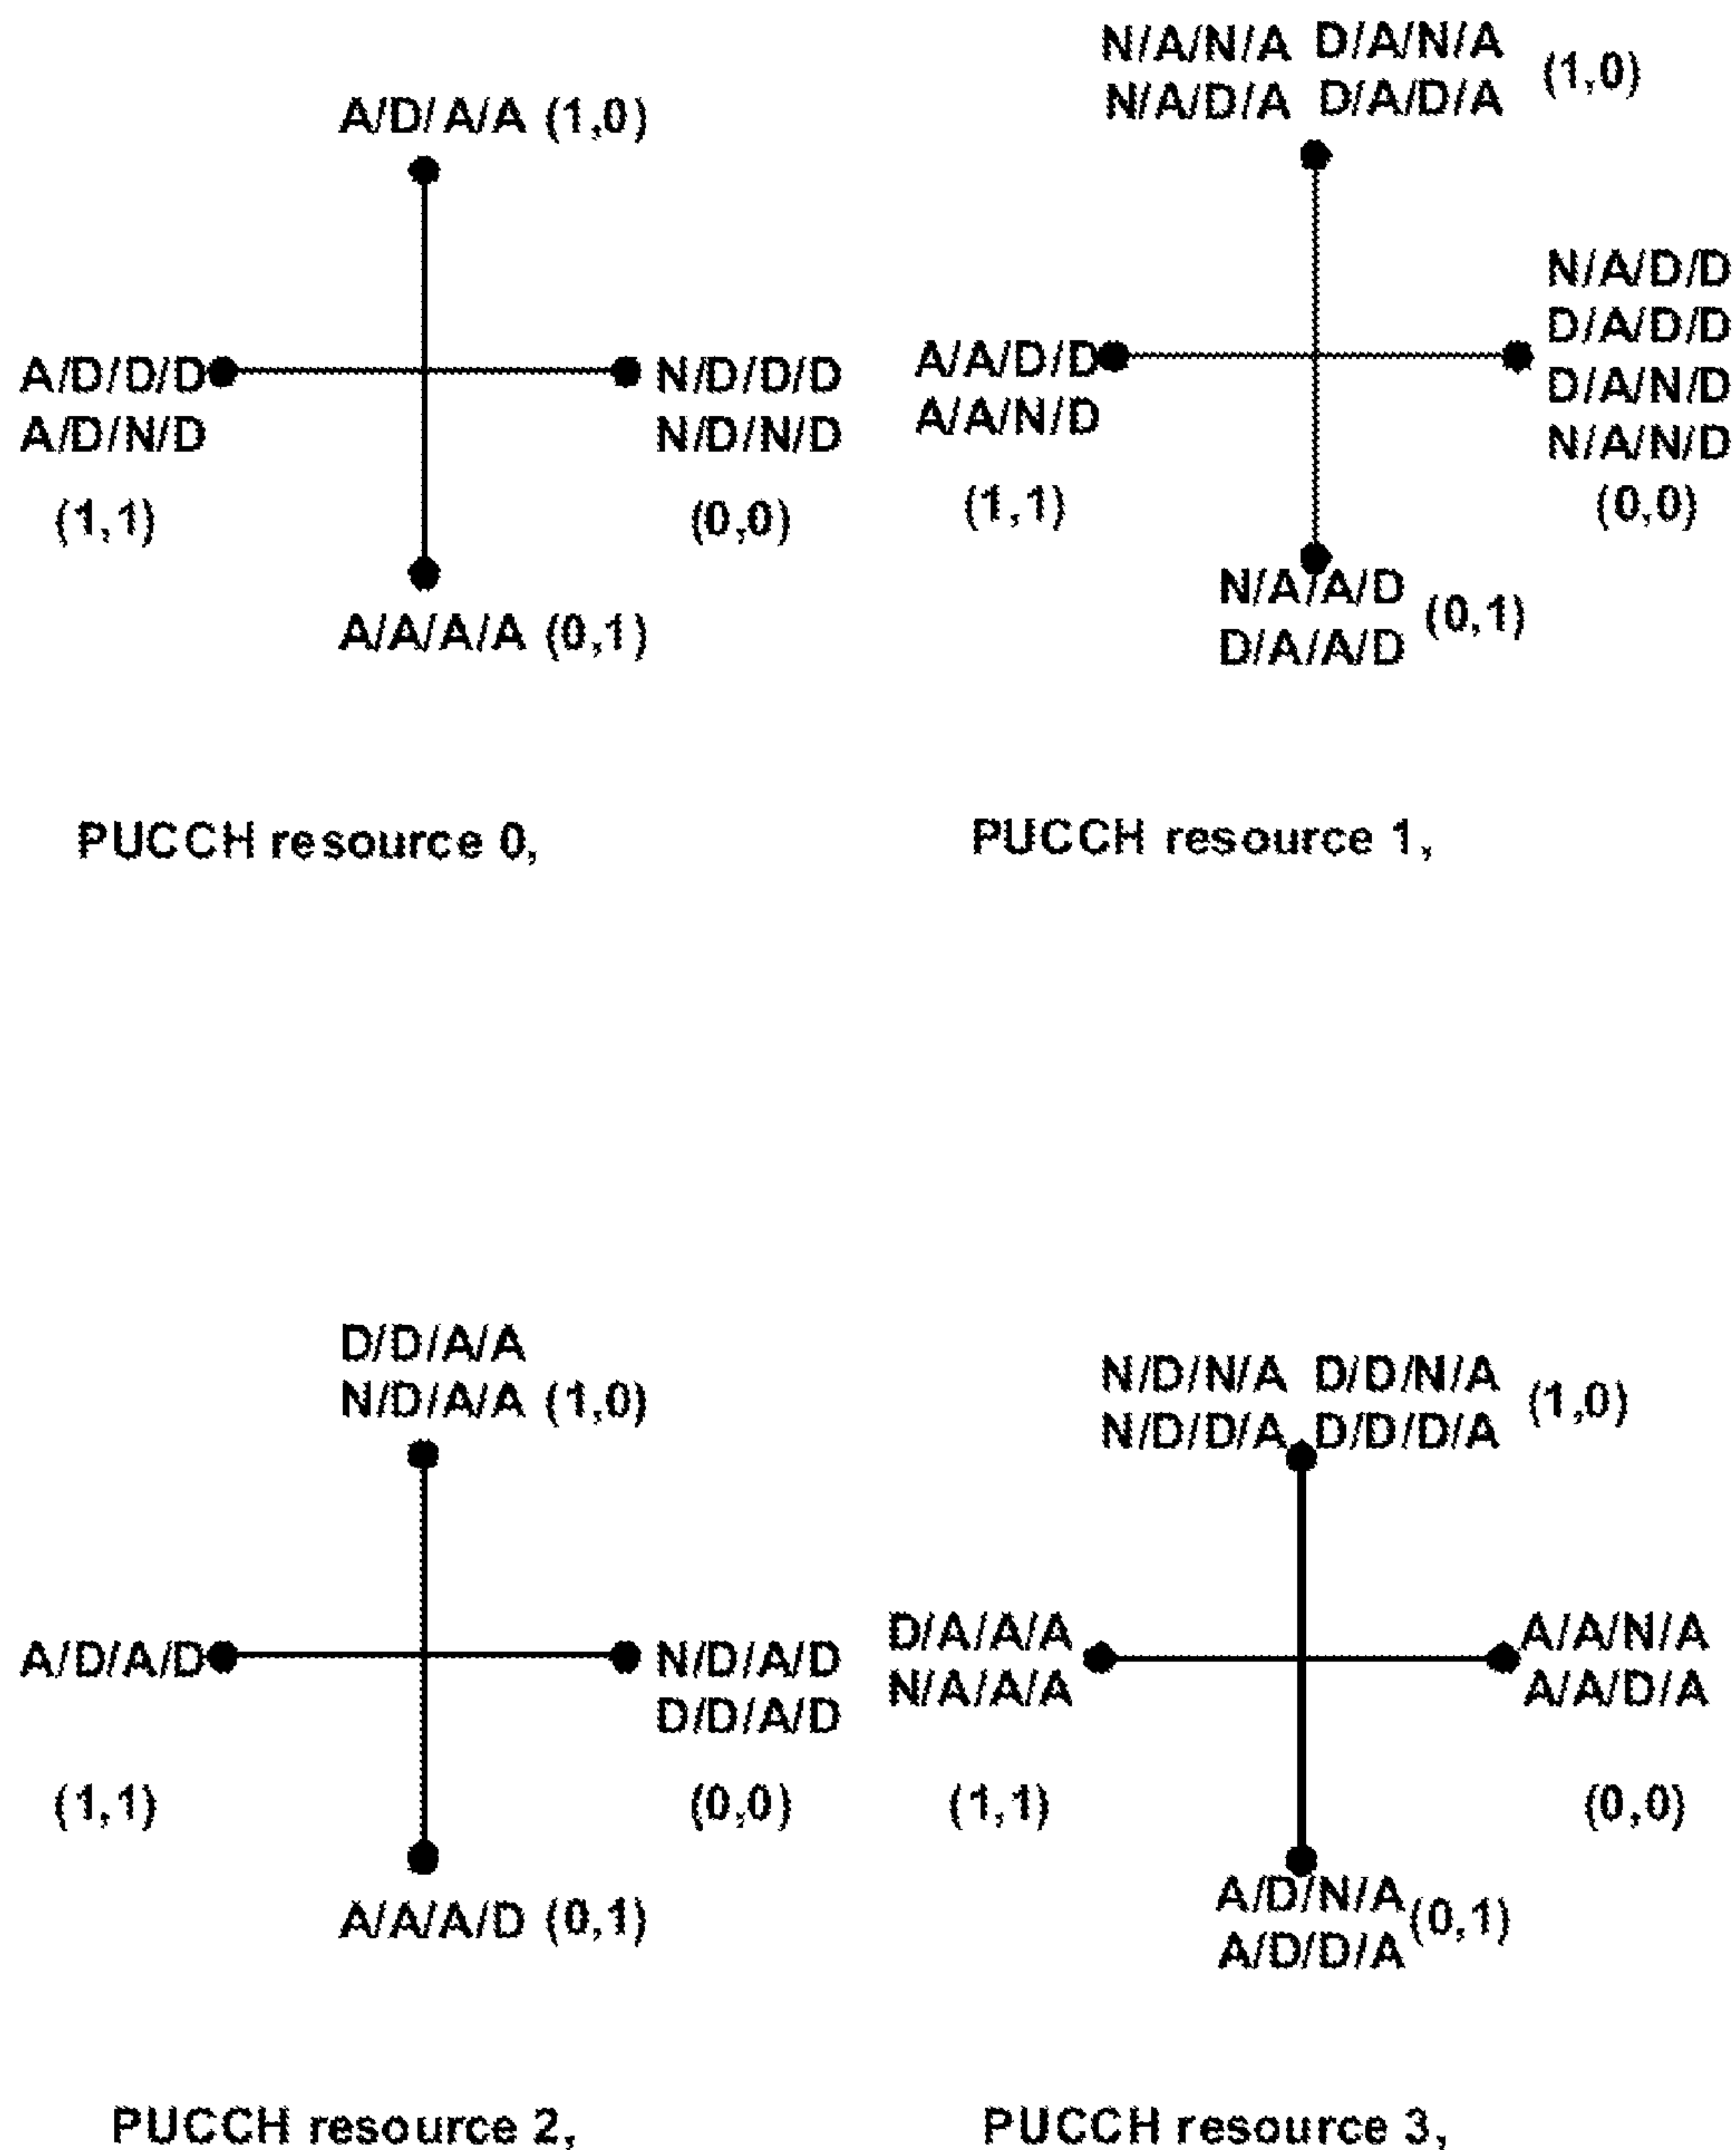 A/D/A/A (1,0)
A/D/D/D
A/D/N/D
(1,1)
N/D/D/D
N/D/N/D
(0,0)
A/A/A/A (0,1)
PUCCH resource 0,
N/A/N/A D/A/N/A (1,0)
N/A/D/A D/A/D/A
A/A/D/D
A/A/N/D
(1,1)
N/A/D/D
D/A/D/D
D/A/N/D
N/A/N/D
(0,0)
N/A/A/D (0,1)
D/A/A/D
PUCCH resource 1,
D/D/A/A
N/D/A/A (1,0)
A/D/A/D
(1,1)
N/D/A/D
D/D/A/D
(0,0)
A/A/A/D (0,1)
PUCCH resource 2,
N/D/N/A D/D/N/A (1,0)
N/D/D/A D/D/D/A
D/A/A/A
N/A/A/A
(1,1)
A/A/N/A
A/A/D/A
(0,0)
A/D/N/A (0,1)
A/D/D/A
PUCCH resource 3,